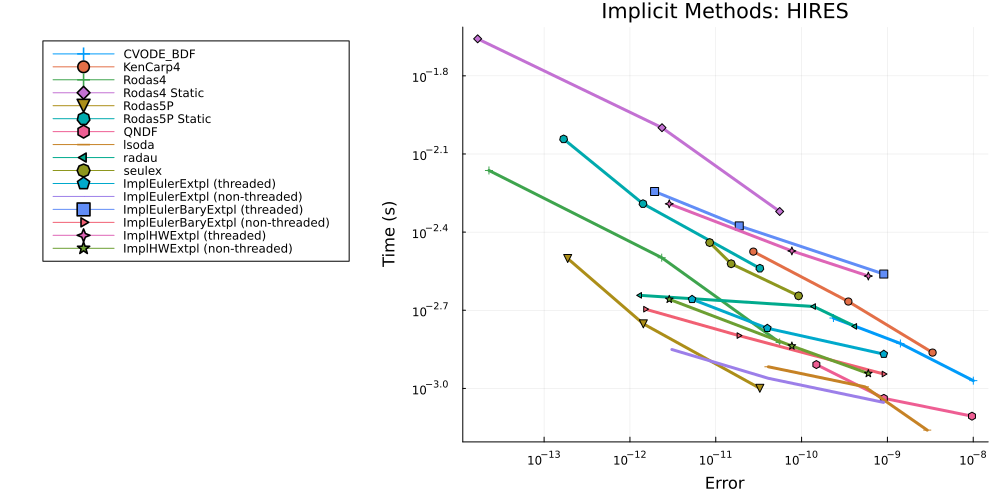 Implicit Methods: HIRES
CVODE_BDF
KenCarp4
Rodas4
Rodas4 Static
Rodas5P
Rodas5P Static
QNDF
lsoda
radau
seulex
ImplEulerExtpl (threaded)
ImplEulerExtpl (non-threaded)
ImplEulerBaryExtpl (threaded)
ImplEulerBaryExtpl (non-threaded)
ImplHWExtpl (threaded)
ImplHWExtpl (non-threaded)
Time (s)
10⁻¹·⁸
10⁻²·¹
10⁻²·⁴
10⁻²·⁷
10⁻³·⁰
10⁻¹³ 10⁻¹² 10⁻¹¹ 10⁻¹⁰ 10⁻⁹ 10⁻⁸
Error